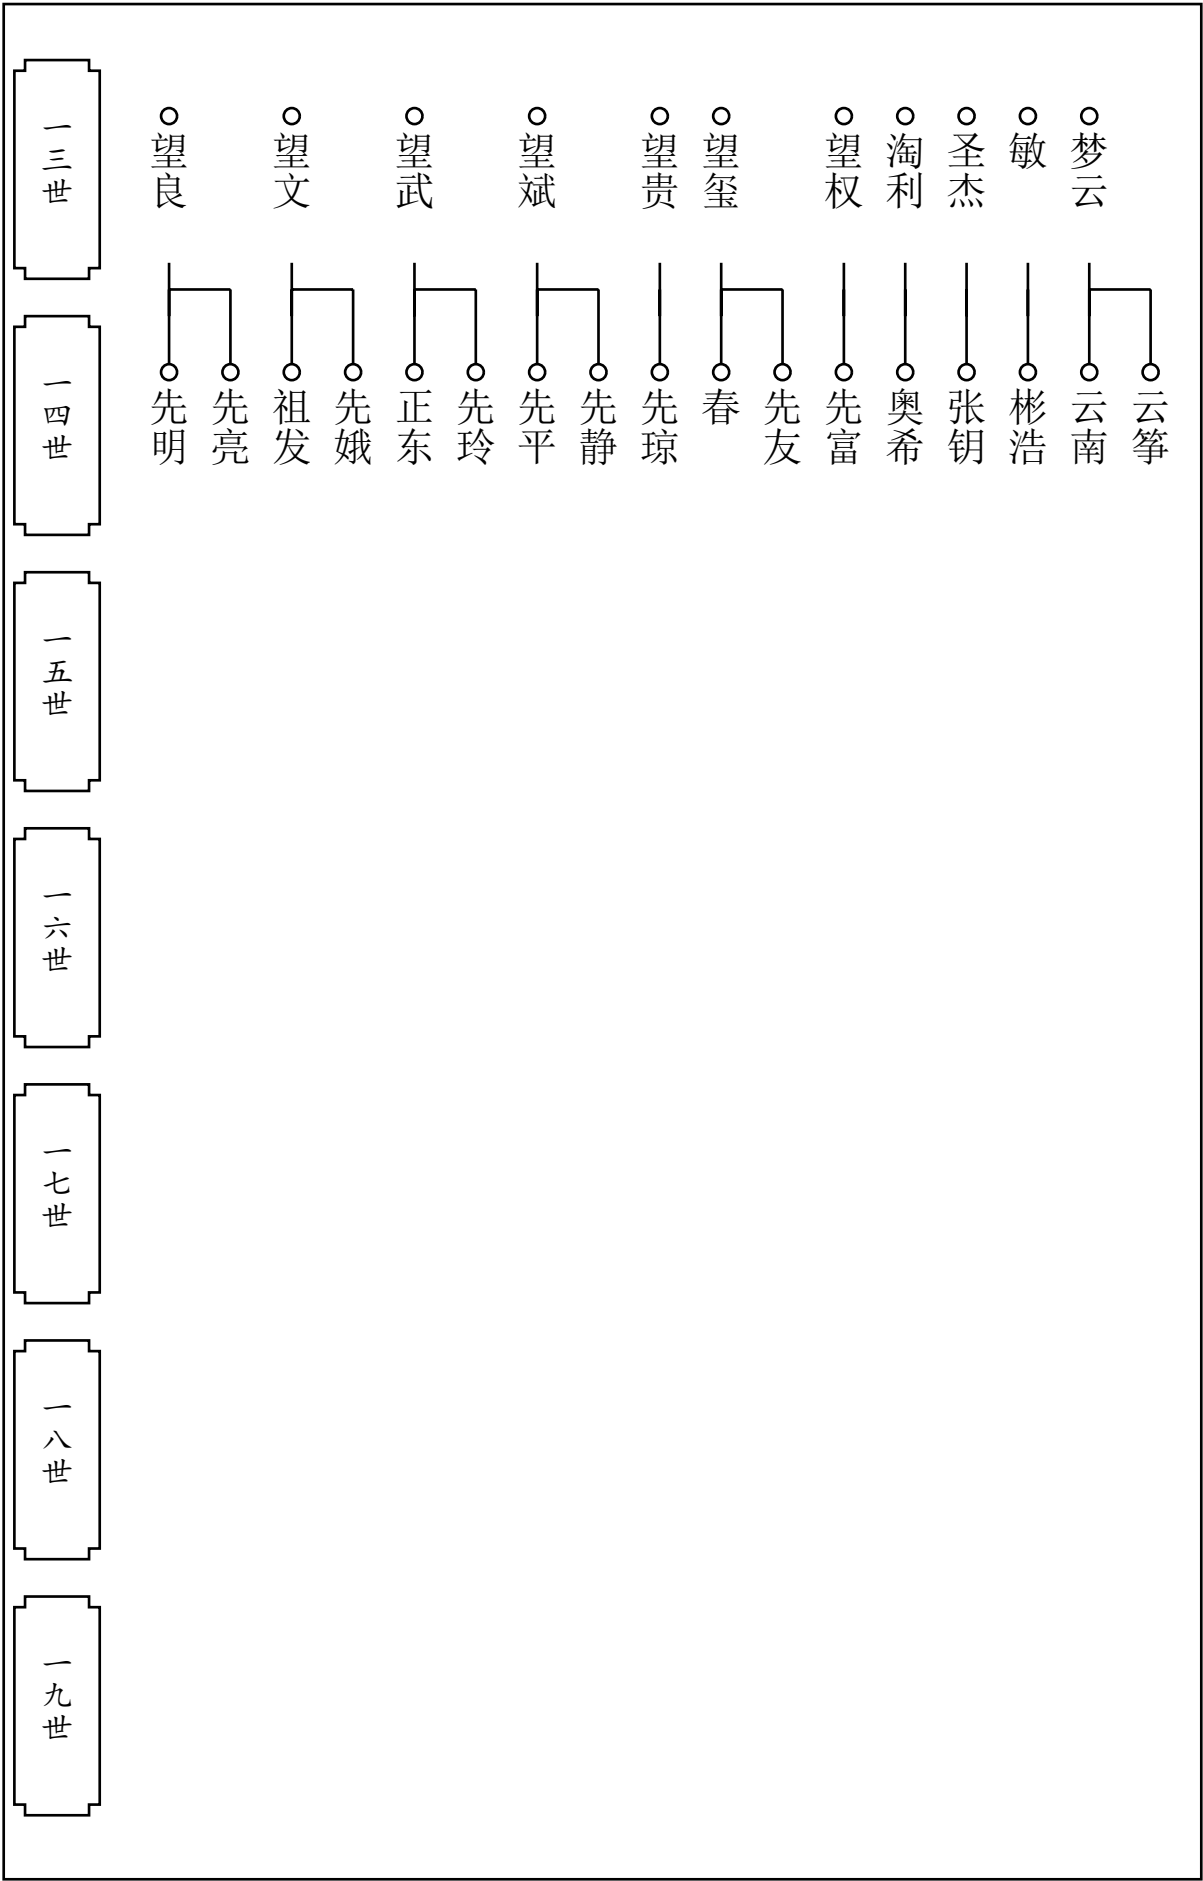 一三世
望良
望文
望武
望斌
望贵
望玺
望权
淘利
圣杰
敏
梦云
一四世
先明
先亮
祖发
先娥
正东
先玲
先平
先静
先琼
春
先友
先富
奥希
张钥
彬浩
云南
云筝
一五世
一六世
一七世
一八世
一九世